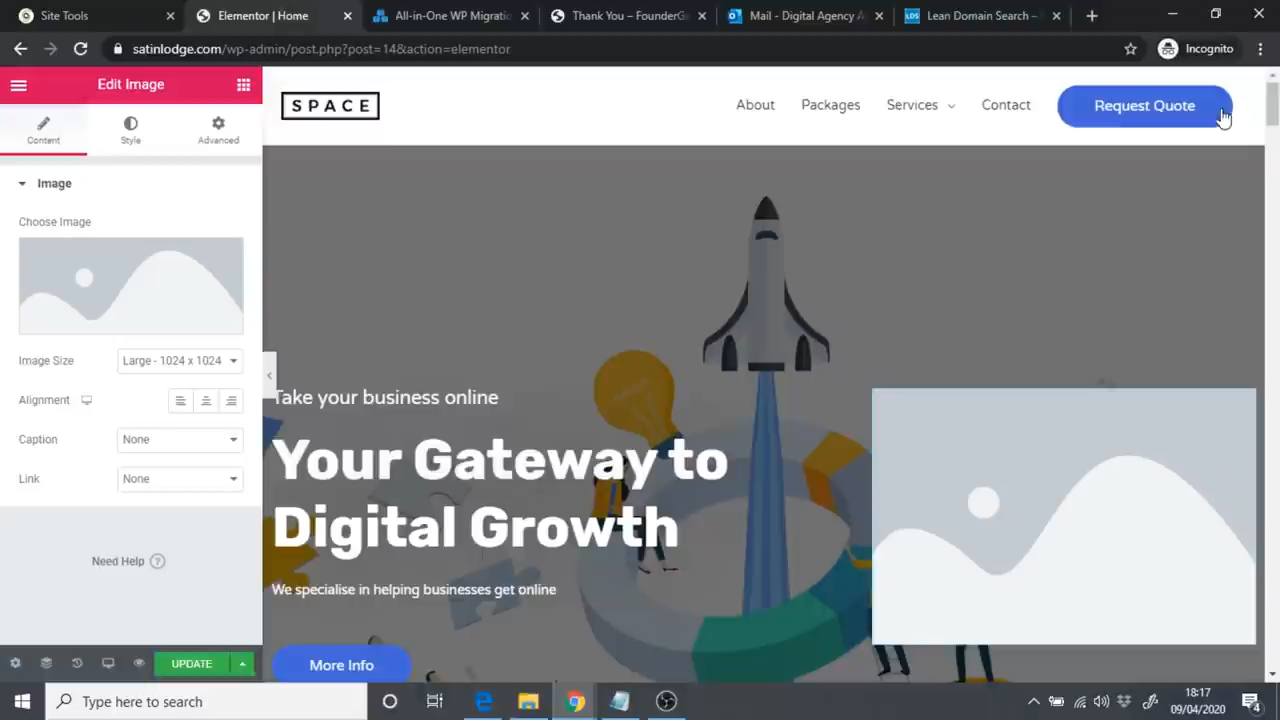 Site Tools
Elementor | Home
All-in-One WP Migratio
Thank You – FounderGe
Mail - Digital Agency A
LDS
Lean Domain Search –
satinlodge.com/wp-admin/post.php?post=14&action=elementor
Incognito
Edit Image
Content
Style
Advanced
Image
Choose Image
Image Size
Large - 1024 x 1024
Alignment
Caption
None
Link
None
Need Help ?
UPDATE
SPACE
About
Packages
Services
Contact
Request Quote
Take your business online
Your Gateway to
Digital Growth
We specialise in helping businesses get online
More Info
Type here to search
18:17
09/04/2020
4